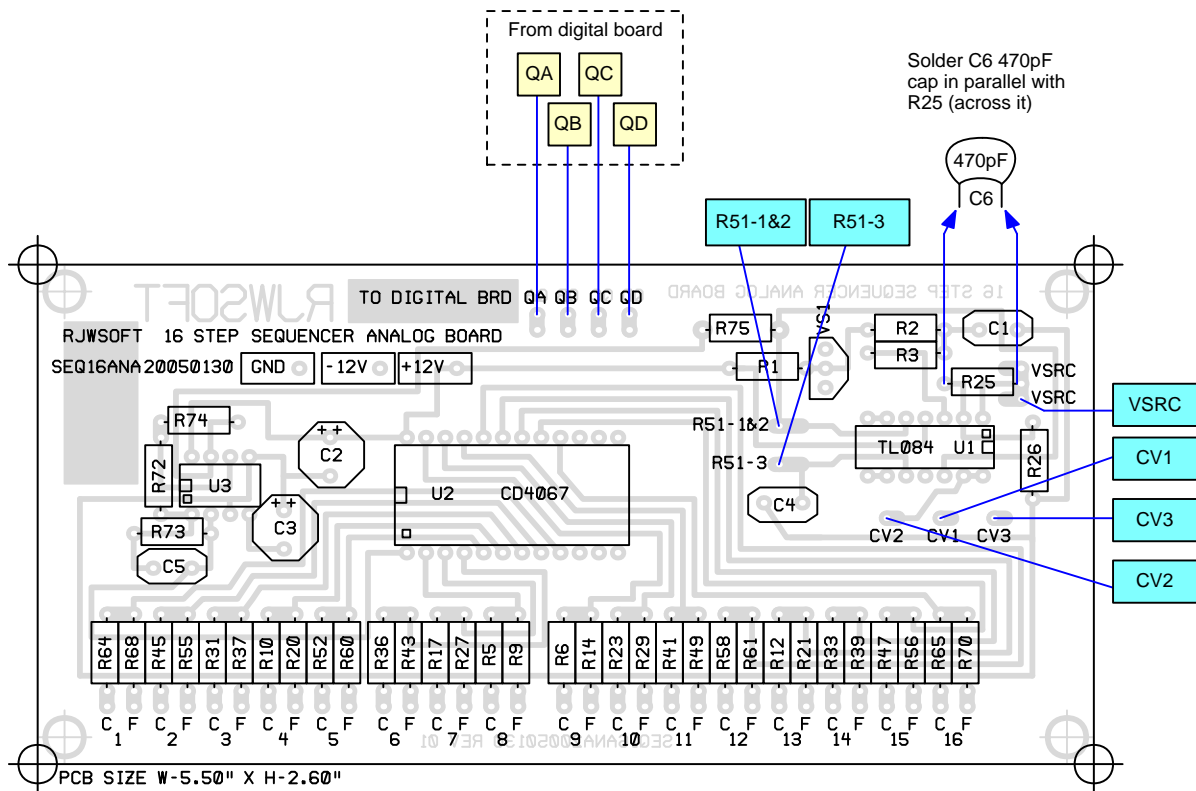 From digital board
QA QC
QB QD
Solder C6 470pF
cap in parallel with
R25 (across it)
470pF
C6
R51-1&2 R51-3
RJWSOFT
TO DIGITAL BRD QA QB QC QD
16 STEP SEQUENCER ANALOG BOARD
RJWSOFT 16 STEP SEQUENCER ANALOG BOARD
SEQ16ANA20050130 GND -12V +12V
R75 VS1 R2 C1
P1 R3
R25 VSRC
VSRC
VSRC
R74 R51-1&2
C2 TL084 U1
R72 U3 U2 CD4067 R51-3 R26
CV1
C4
R73 C3
CV2 CV1 CV3
CV3
C5
CV2
R64 R68 R45 R55 R31 R37 R10 R20 R52 R60 R36 R43 R17 R27 R5 R9 R6 R14 R23 R29 R41 R49 R58 R61 R12 R21 R33 R39 R47 R56 R65 R70
C F C F C F C F C F C F C F C F C F C F C F C F C F C F C F C F
1 2 3 4 5 6 7 8 9 10 11 12 13 14 15 16
SEQ16ANA20050130 REV 01
PCB SIZE W-5.50" X H-2.60"